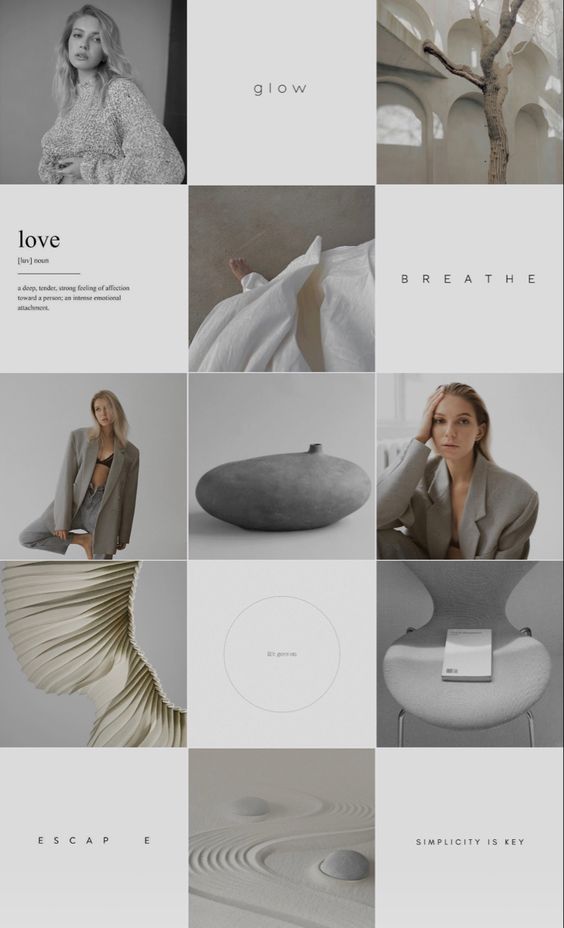 glow
love
[luv] noun
a deep, tender, strong feeling of affection
toward a person; an intense emotional
attachment.
BREATHE
ESCAP E
SIMPLICITY IS KEY